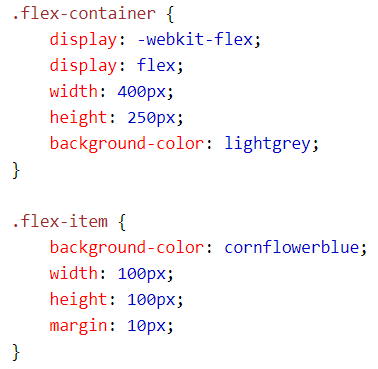 .flex-container {
    display: -webkit-flex;
    display: flex;
    width: 400px;
    height: 250px;
    background-color: lightgrey;
}

.flex-item {
    background-color: cornflowerblue;
    width: 100px;
    height: 100px;
    margin: 10px;
}